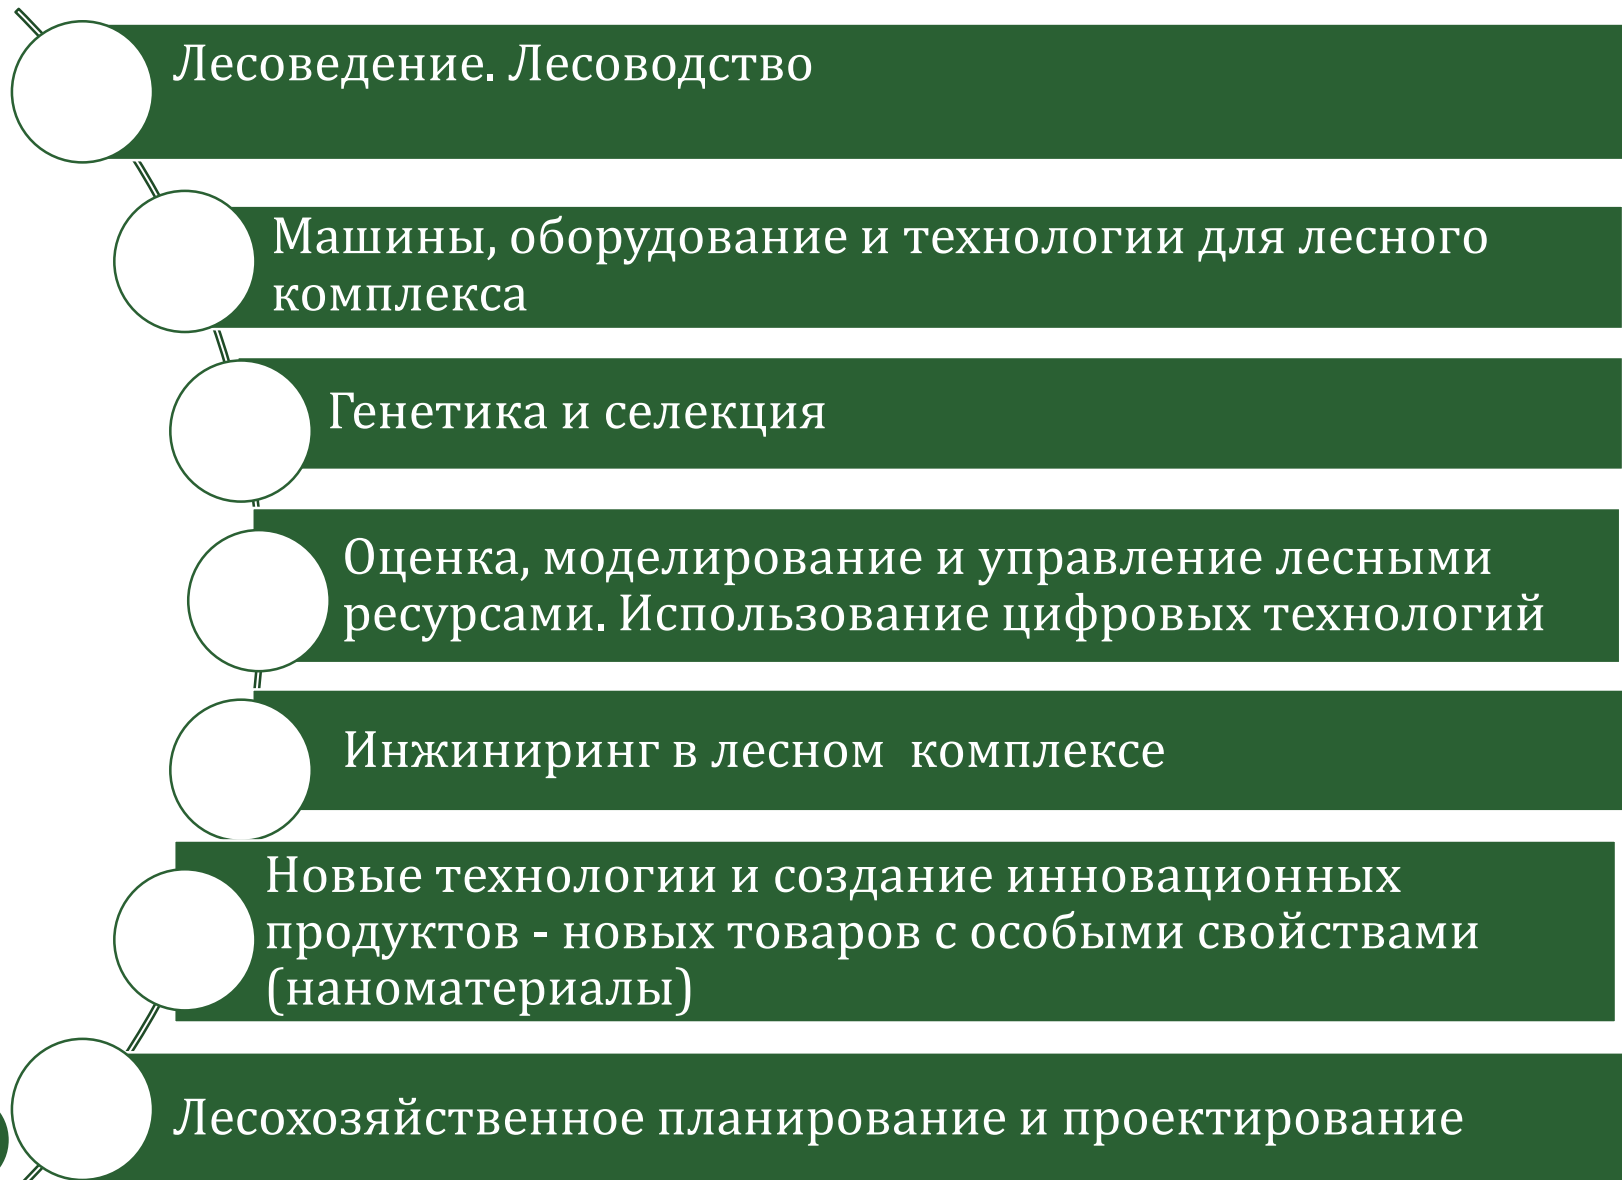 Лесоведение. Лесоводство
Машины, оборудование и технологии для лесного
комплекса
Генетика и селекция
Оценка, моделирование и управление лесными
ресурсами. Использование цифровых технологий
Инжиниринг в лесном  комплексе
Новые технологии и создание инновационных
продуктов - новых товаров с особыми свойствами
(наноматериалы)
Лесохозяйственное планирование и проектирование